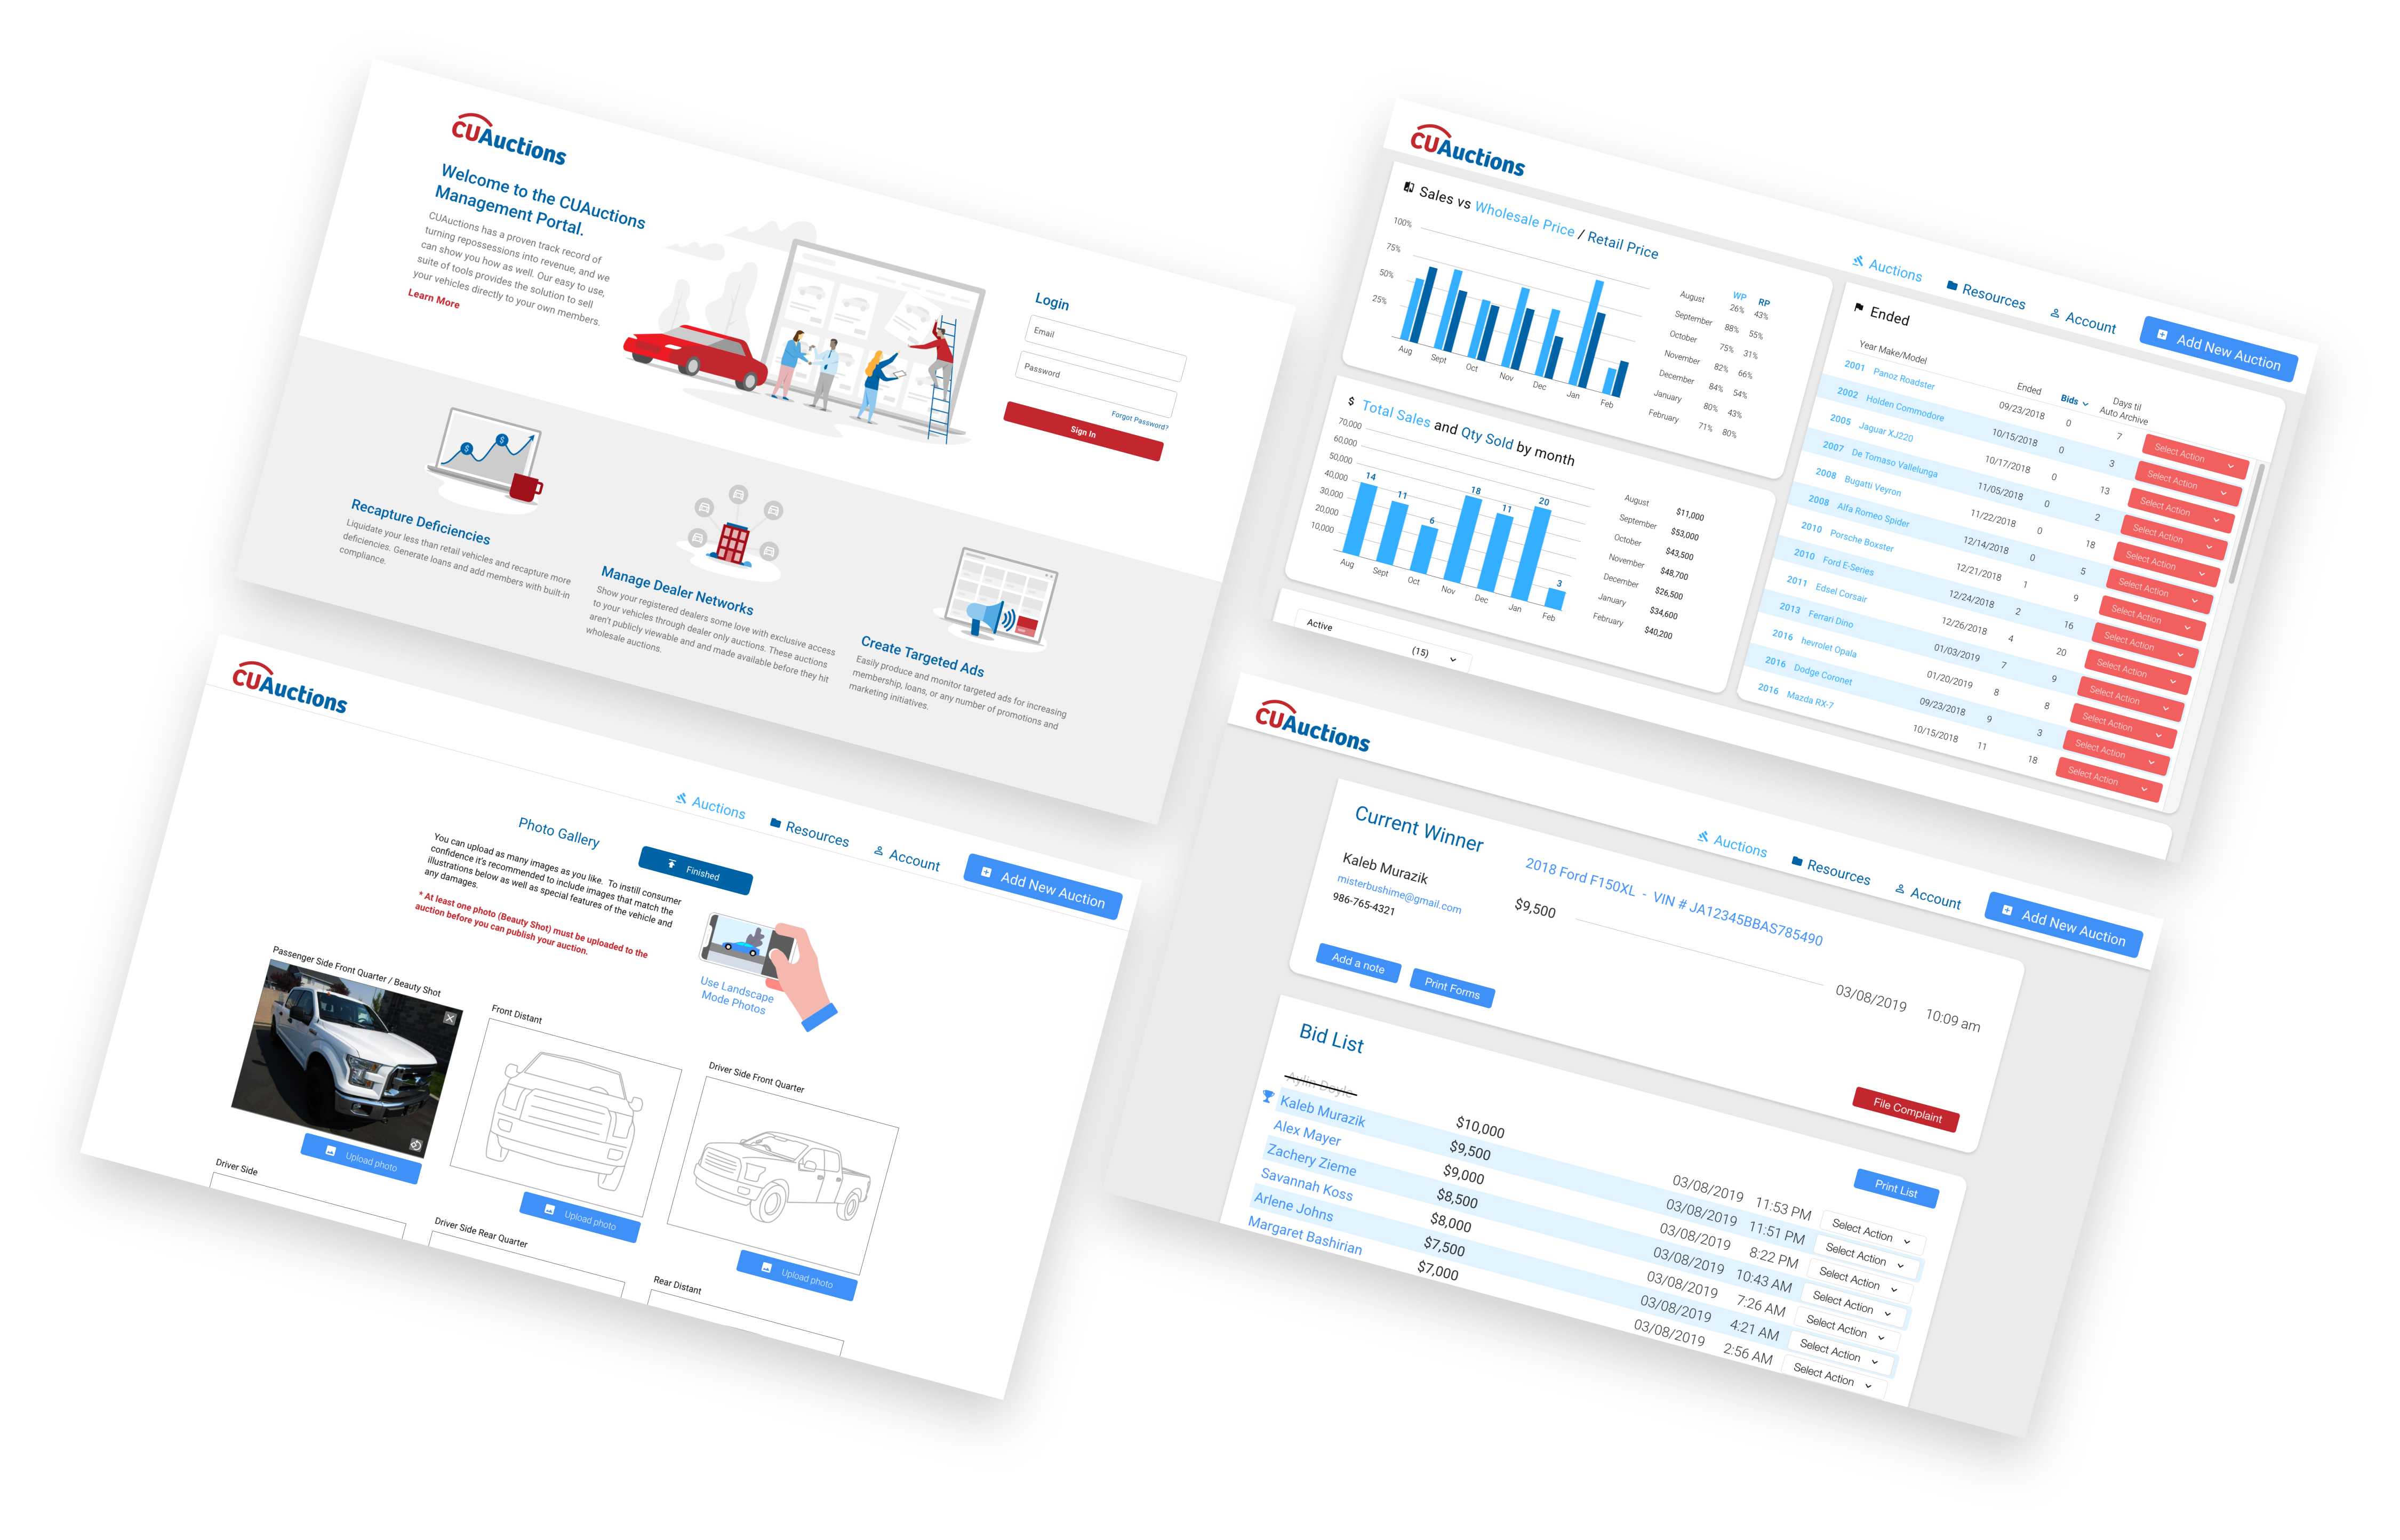 CUAuctions
Welcome to the CUAuctions
Management Portal.
CUAuctions has a proven track record of
turning repossessions into revenue, and we
can show you how as well. Our easy to use,
suite of tools provides the solution to sell
your vehicles directly to your own members.
Learn More
Login
Email
Password
Forgot Password?
Sign In
Recapture Deficiencies
Liquidate your less than retail vehicles and recapture more
deficiencies. Generate loans and add members with built-in
compliance.
Manage Dealer Networks
Show your registered dealers some love with exclusive access
to your vehicles through dealer only auctions. These auctions
aren't publicly viewable and and made available before they hit
wholesale auctions.
Create Targeted Ads
Easily produce and monitor targeted ads for increasing
membership, loans, or any number of promotions and
marketing initiatives.
CUAuctions
Auctions
Resources
Account
Add New Auction
Sales vs Wholesale Price / Retail Price
100%
75%
50%
25%
Aug Sept Oct Nov Dec Jan Feb
WP RP
August 26% 43%
September 88% 55%
October 75% 31%
November 82% 66%
December 84% 54%
January 80% 43%
February 71% 80%
$ Total Sales and Qty Sold by month
70,000
60,000
50,000
40,000
30,000
20,000
10,000
14 11 6 18 11 20 3
Aug Sept Oct Nov Dec Jan Feb
August $11,000
September $53,000
October $43,500
November $48,700
December $26,500
January $34,600
February $40,200
Active (15)
Ended
Year Make/Model Ended Bids Days til
Auto Archive
2001 Panoz Roadster 09/23/2018 0 7 Select Action
2002 Holden Commodore 10/15/2018 0 3 Select Action
2005 Jaguar XJ220 10/17/2018 0 13 Select Action
2007 De Tomaso Vallelunga 11/05/2018 0 2 Select Action
2008 Bugatti Veyron 11/22/2018 0 18 Select Action
2008 Alfa Romeo Spider 12/14/2018 0 5 Select Action
2010 Porsche Boxster 12/21/2018 1 9 Select Action
2010 Ford E-Series 12/24/2018 2 16 Select Action
2011 Edsel Corsair 12/26/2018 4 20 Select Action
2013 Ferrari Dino 01/03/2019 7 9 Select Action
2016 hevrolet Opala 01/20/2019 8 8 Select Action
2016 Dodge Coronet 09/23/2018 9 3 Select Action
2016 Mazda RX-7 10/15/2018 11 18 Select Action
CUAuctions
Auctions
Resources
Account
Add New Auction
Photo Gallery
Finished
You can upload as many images as you like. To instill consumer
confidence it's recommended to include images that match the
illustrations below as well as special features of the vehicle and
any damages.
* At least one photo (Beauty Shot) must be uploaded to the
auction before you can publish your auction.
Use Landscape
Mode Photos
Passenger Side Front Quarter / Beauty Shot
Upload photo
Front Distant
Upload photo
Driver Side Front Quarter
Upload photo
Driver Side
Driver Side Rear Quarter
Rear Distant
CUAuctions
Auctions
Resources
Account
Add New Auction
Current Winner
Kaleb Murazik
misterbushime@gmail.com
986-765-4321
2018 Ford F150XL - VIN # JA12345BBAS785490
$9,500
03/08/2019 10:09 am
Add a note
Print Forms
File Complaint
Bid List
Print List
Aylin Doyle $10,000 03/08/2019 11:53 PM Select Action
Kaleb Murazik $9,500 03/08/2019 11:51 PM Select Action
Alex Mayer $9,000 03/08/2019 8:22 PM Select Action
Zachery Zieme $8,500 03/08/2019 10:43 AM Select Action
Savannah Koss $8,000 03/08/2019 7:26 AM Select Action
Arlene Johns $7,500 03/08/2019 4:21 AM Select Action
Margaret Bashirian $7,000 03/08/2019 2:56 AM Select Action